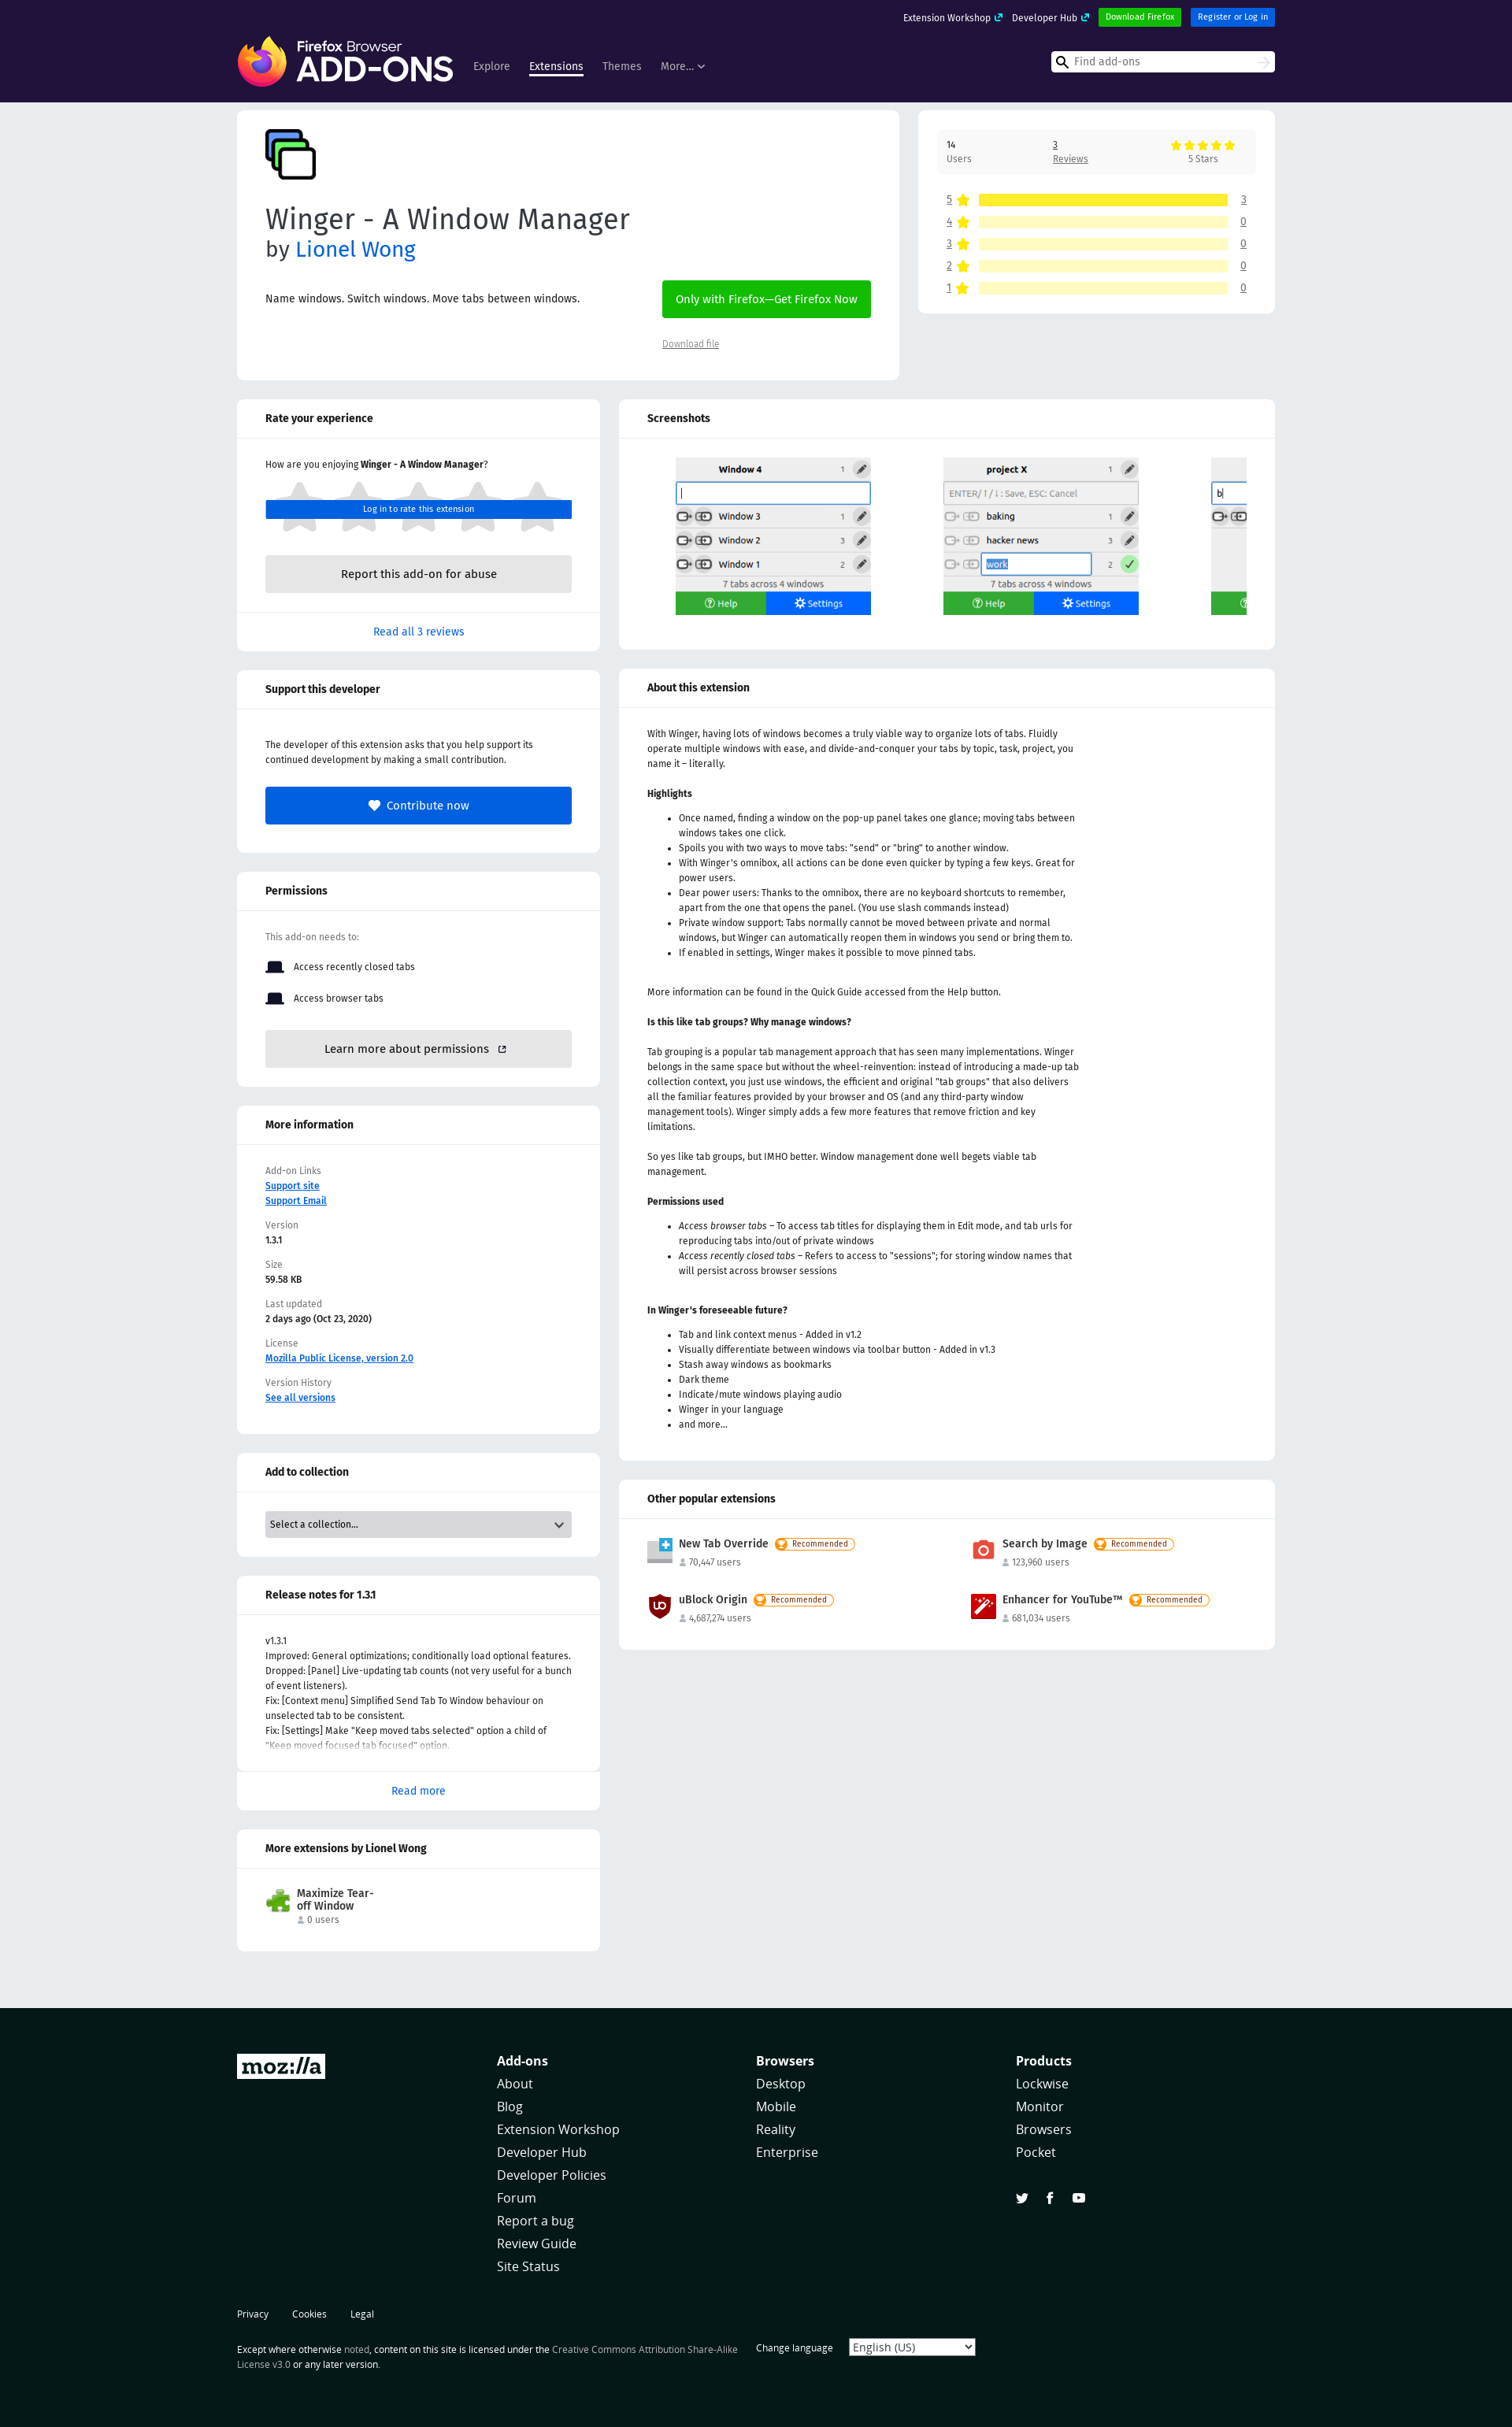 Extension Workshop
Developer Hub
Download Firefox
Register or Log in
Firefox Browser
ADD-ONS
Explore
Extensions
Themes
More...
Find add-ons
Winger - A Window Manager
by Lionel Wong
Name windows. Switch windows. Move tabs between windows.
Only with Firefox—Get Firefox Now
Download file
14
Users
3
Reviews
5 Stars
5 3
4 0
3 0
2 0
1 0
Rate your experience
How are you enjoying Winger - A Window Manager?
Log in to rate this extension
Report this add-on for abuse
Read all 3 reviews
Screenshots
Window 4 1
Window 3 1
Window 2 3
Window 1 2
7 tabs across 4 windows
Help
Settings
project X 1
ENTER/↑/↓: Save, ESC: Cancel
baking 1
hacker news 3
work 2
7 tabs across 4 windows
Help
Settings
b
Support this developer
The developer of this extension asks that you help support its
continued development by making a small contribution.
Contribute now
Permissions
This add-on needs to:
Access recently closed tabs
Access browser tabs
Learn more about permissions
More information
Add-on Links
Support site
Support Email
Version
1.3.1
Size
59.58 KB
Last updated
2 days ago (Oct 23, 2020)
License
Mozilla Public License, version 2.0
Version History
See all versions
Add to collection
Select a collection...
Release notes for 1.3.1
v1.3.1
Improved: General optimizations; conditionally load optional features.
Dropped: [Panel] Live-updating tab counts (not very useful for a bunch
of event listeners).
Fix: [Context menu] Simplified Send Tab To Window behaviour on
unselected tab to be consistent.
Fix: [Settings] Make "Keep moved tabs selected" option a child of
"Keep moved focused tab focused" option.
Read more
More extensions by Lionel Wong
Maximize Tear-
off Window
0 users
About this extension
With Winger, having lots of windows becomes a truly viable way to organize lots of tabs. Fluidly
operate multiple windows with ease, and divide-and-conquer your tabs by topic, task, project, you
name it – literally.
Highlights
• Once named, finding a window on the pop-up panel takes one glance; moving tabs between
windows takes one click.
• Spoils you with two ways to move tabs: "send" or "bring" to another window.
• With Winger's omnibox, all actions can be done even quicker by typing a few keys. Great for
power users.
• Dear power users: Thanks to the omnibox, there are no keyboard shortcuts to remember,
apart from the one that opens the panel. (You use slash commands instead)
• Private window support: Tabs normally cannot be moved between private and normal
windows, but Winger can automatically reopen them in windows you send or bring them to.
• If enabled in settings, Winger makes it possible to move pinned tabs.
More information can be found in the Quick Guide accessed from the Help button.
Is this like tab groups? Why manage windows?
Tab grouping is a popular tab management approach that has seen many implementations. Winger
belongs in the same space but without the wheel-reinvention: instead of introducing a made-up tab
collection context, you just use windows, the efficient and original "tab groups" that also delivers
all the familiar features provided by your browser and OS (and any third-party window
management tools). Winger simply adds a few more features that remove friction and key
limitations.
So yes like tab groups, but IMHO better. Window management done well begets viable tab
management.
Permissions used
• Access browser tabs – To access tab titles for displaying them in Edit mode, and tab urls for
reproducing tabs into/out of private windows
• Access recently closed tabs – Refers to access to "sessions"; for storing window names that
will persist across browser sessions
In Winger's foreseeable future?
• Tab and link context menus - Added in v1.2
• Visually differentiate between windows via toolbar button - Added in v1.3
• Stash away windows as bookmarks
• Dark theme
• Indicate/mute windows playing audio
• Winger in your language
• and more...
Other popular extensions
New Tab Override Recommended
70,447 users
Search by Image Recommended
123,960 users
uBlock Origin Recommended
4,687,274 users
Enhancer for YouTube™ Recommended
681,034 users
moz://a
Add-ons
About
Blog
Extension Workshop
Developer Hub
Developer Policies
Forum
Report a bug
Review Guide
Site Status
Browsers
Desktop
Mobile
Reality
Enterprise
Products
Lockwise
Monitor
Browsers
Pocket
Privacy
Cookies
Legal
Except where otherwise noted, content on this site is licensed under the Creative Commons Attribution Share-Alike
License v3.0 or any later version.
Change language
English (US)